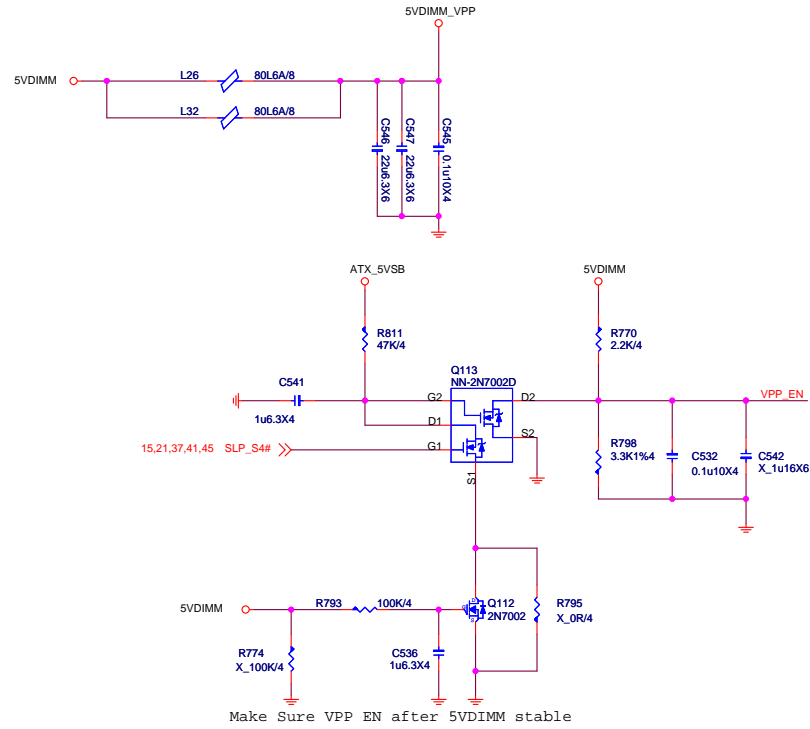 5VDIMM_VPP
5VDIMM
L26
80L6A/8
L32
80L6A/8
C546
22u6.3X6
C547
22u6.3X6
C545
0.1u10X4
ATX_5VSB
5VDIMM
R811
47K/4
R770
2.2K/4
Q113
NN-2N7002D
C541
1u6.3X4
G2
D2
VPP_EN
D1
S2
15,21,37,41,45 SLP_S4#
G1
S1
R798
3.3K1%4
C532
0.1u10X4
C542
X_1u16X6
5VDIMM
R793
100K/4
Q112
2N7002
R795
X_0R/4
R774
X_100K/4
C536
1u6.3X4
Make Sure VPP EN after 5VDIMM stable